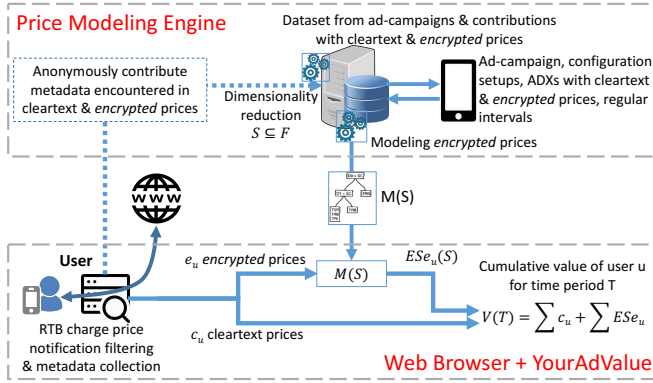 Price Modeling Engine
Dataset from ad-campaigns & contributions
with cleartext & encrypted prices
Anonymously contribute
metadata encountered in
cleartext & encrypted prices
Dimensionality
reduction
S ⊆ F
Ad-campaign, configuration
setups, ADXs with cleartext
& encrypted prices, regular
intervals
Modeling encrypted prices
M(S)
WWW
User
e_u encrypted prices
M(S)
ESe_u(S)
Cumulative value of user u
for time period T
V(T) = ∑ c_u + ∑ ESe_u
c_u cleartext prices
RTB charge price
notification filtering
& metadata collection
Web Browser + YourAdValue